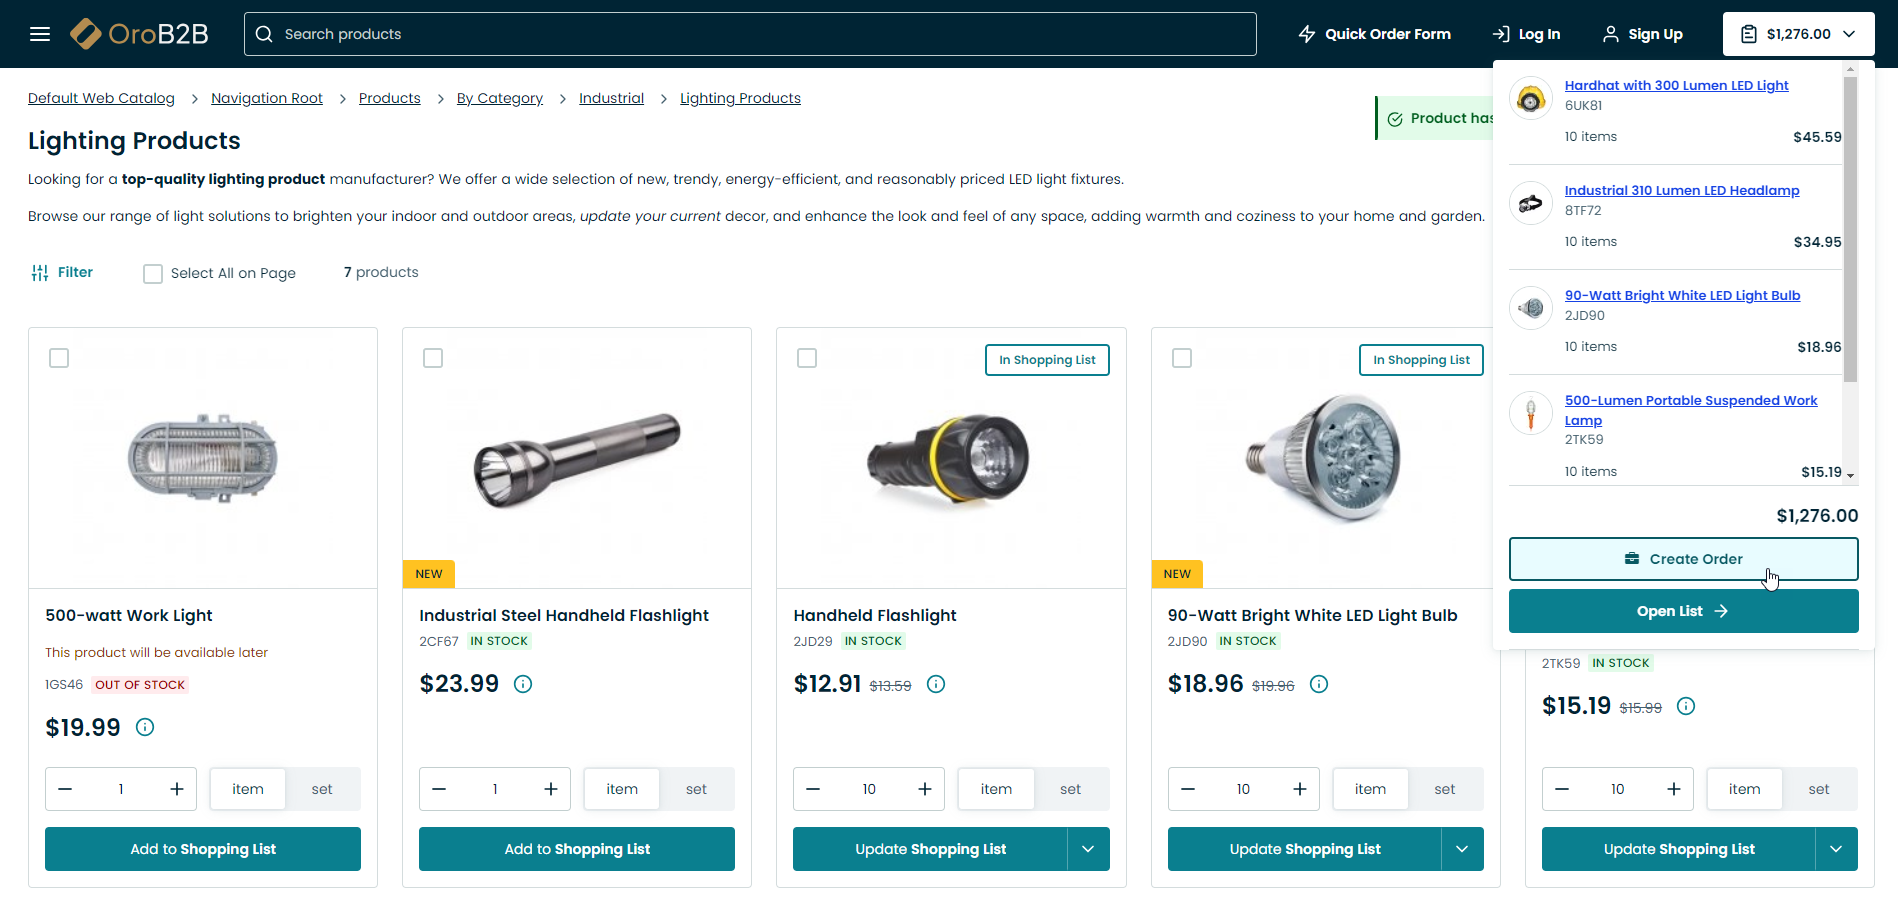 OroB2B
Search products
Quick Order Form
Log In
Sign Up
$1,276.00
Default Web Catalog > Navigation Root > Products > By Category > Industrial > Lighting Products
Product has
Lighting Products
Looking for a top-quality lighting product manufacturer? We offer a wide selection of new, trendy, energy-efficient, and reasonably priced LED light fixtures.
Browse our range of light solutions to brighten your indoor and outdoor areas, update your current decor, and enhance the look and feel of any space, adding warmth and coziness to your home and garden.
Filter
Select All on Page
7 products
Hardhat with 300 Lumen LED Light
6UK81
10 items $45.59
Industrial 310 Lumen LED Headlamp
8TF72
10 items $34.95
90-Watt Bright White LED Light Bulb
2JD90
10 items $18.96
500-Lumen Portable Suspended Work
Lamp
2TK59
10 items $15.19
$1,276.00
Create Order
Open List
500-watt Work Light
This product will be available later
1GS46 OUT OF STOCK
$19.99
1 item set
Add to Shopping List
NEW
Industrial Steel Handheld Flashlight
2CF67 IN STOCK
$23.99
1 item set
Add to Shopping List
In Shopping List
Handheld Flashlight
2JD29 IN STOCK
$12.91 $13.59
10 item set
Update Shopping List
In Shopping List
NEW
90-Watt Bright White LED Light Bulb
2JD90 IN STOCK
$18.96 $19.96
10 item set
Update Shopping List
2TK59 IN STOCK
$15.19 $15.99
10 item set
Update Shopping List